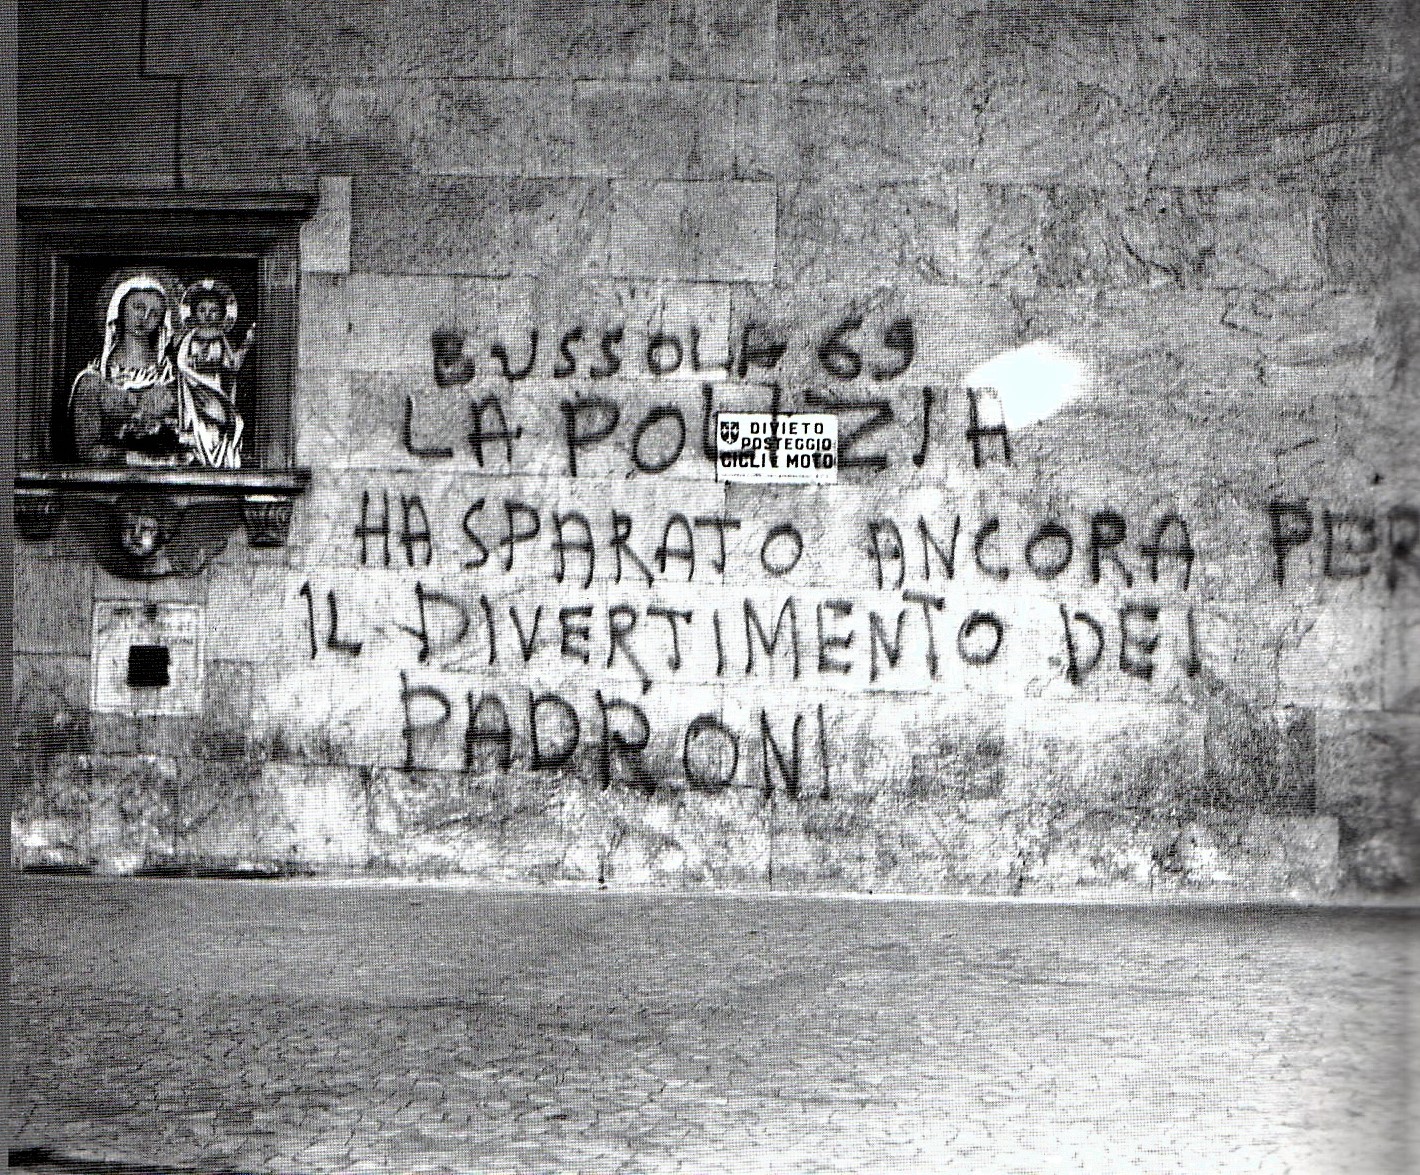 BUSSOLA 69
LA POLIZIA
DIVIETO
POSTEGGIO
CICLI E MOTO
HA SPARATO ANCORA PER
IL DIVERTIMENTO DEI
PADRONI